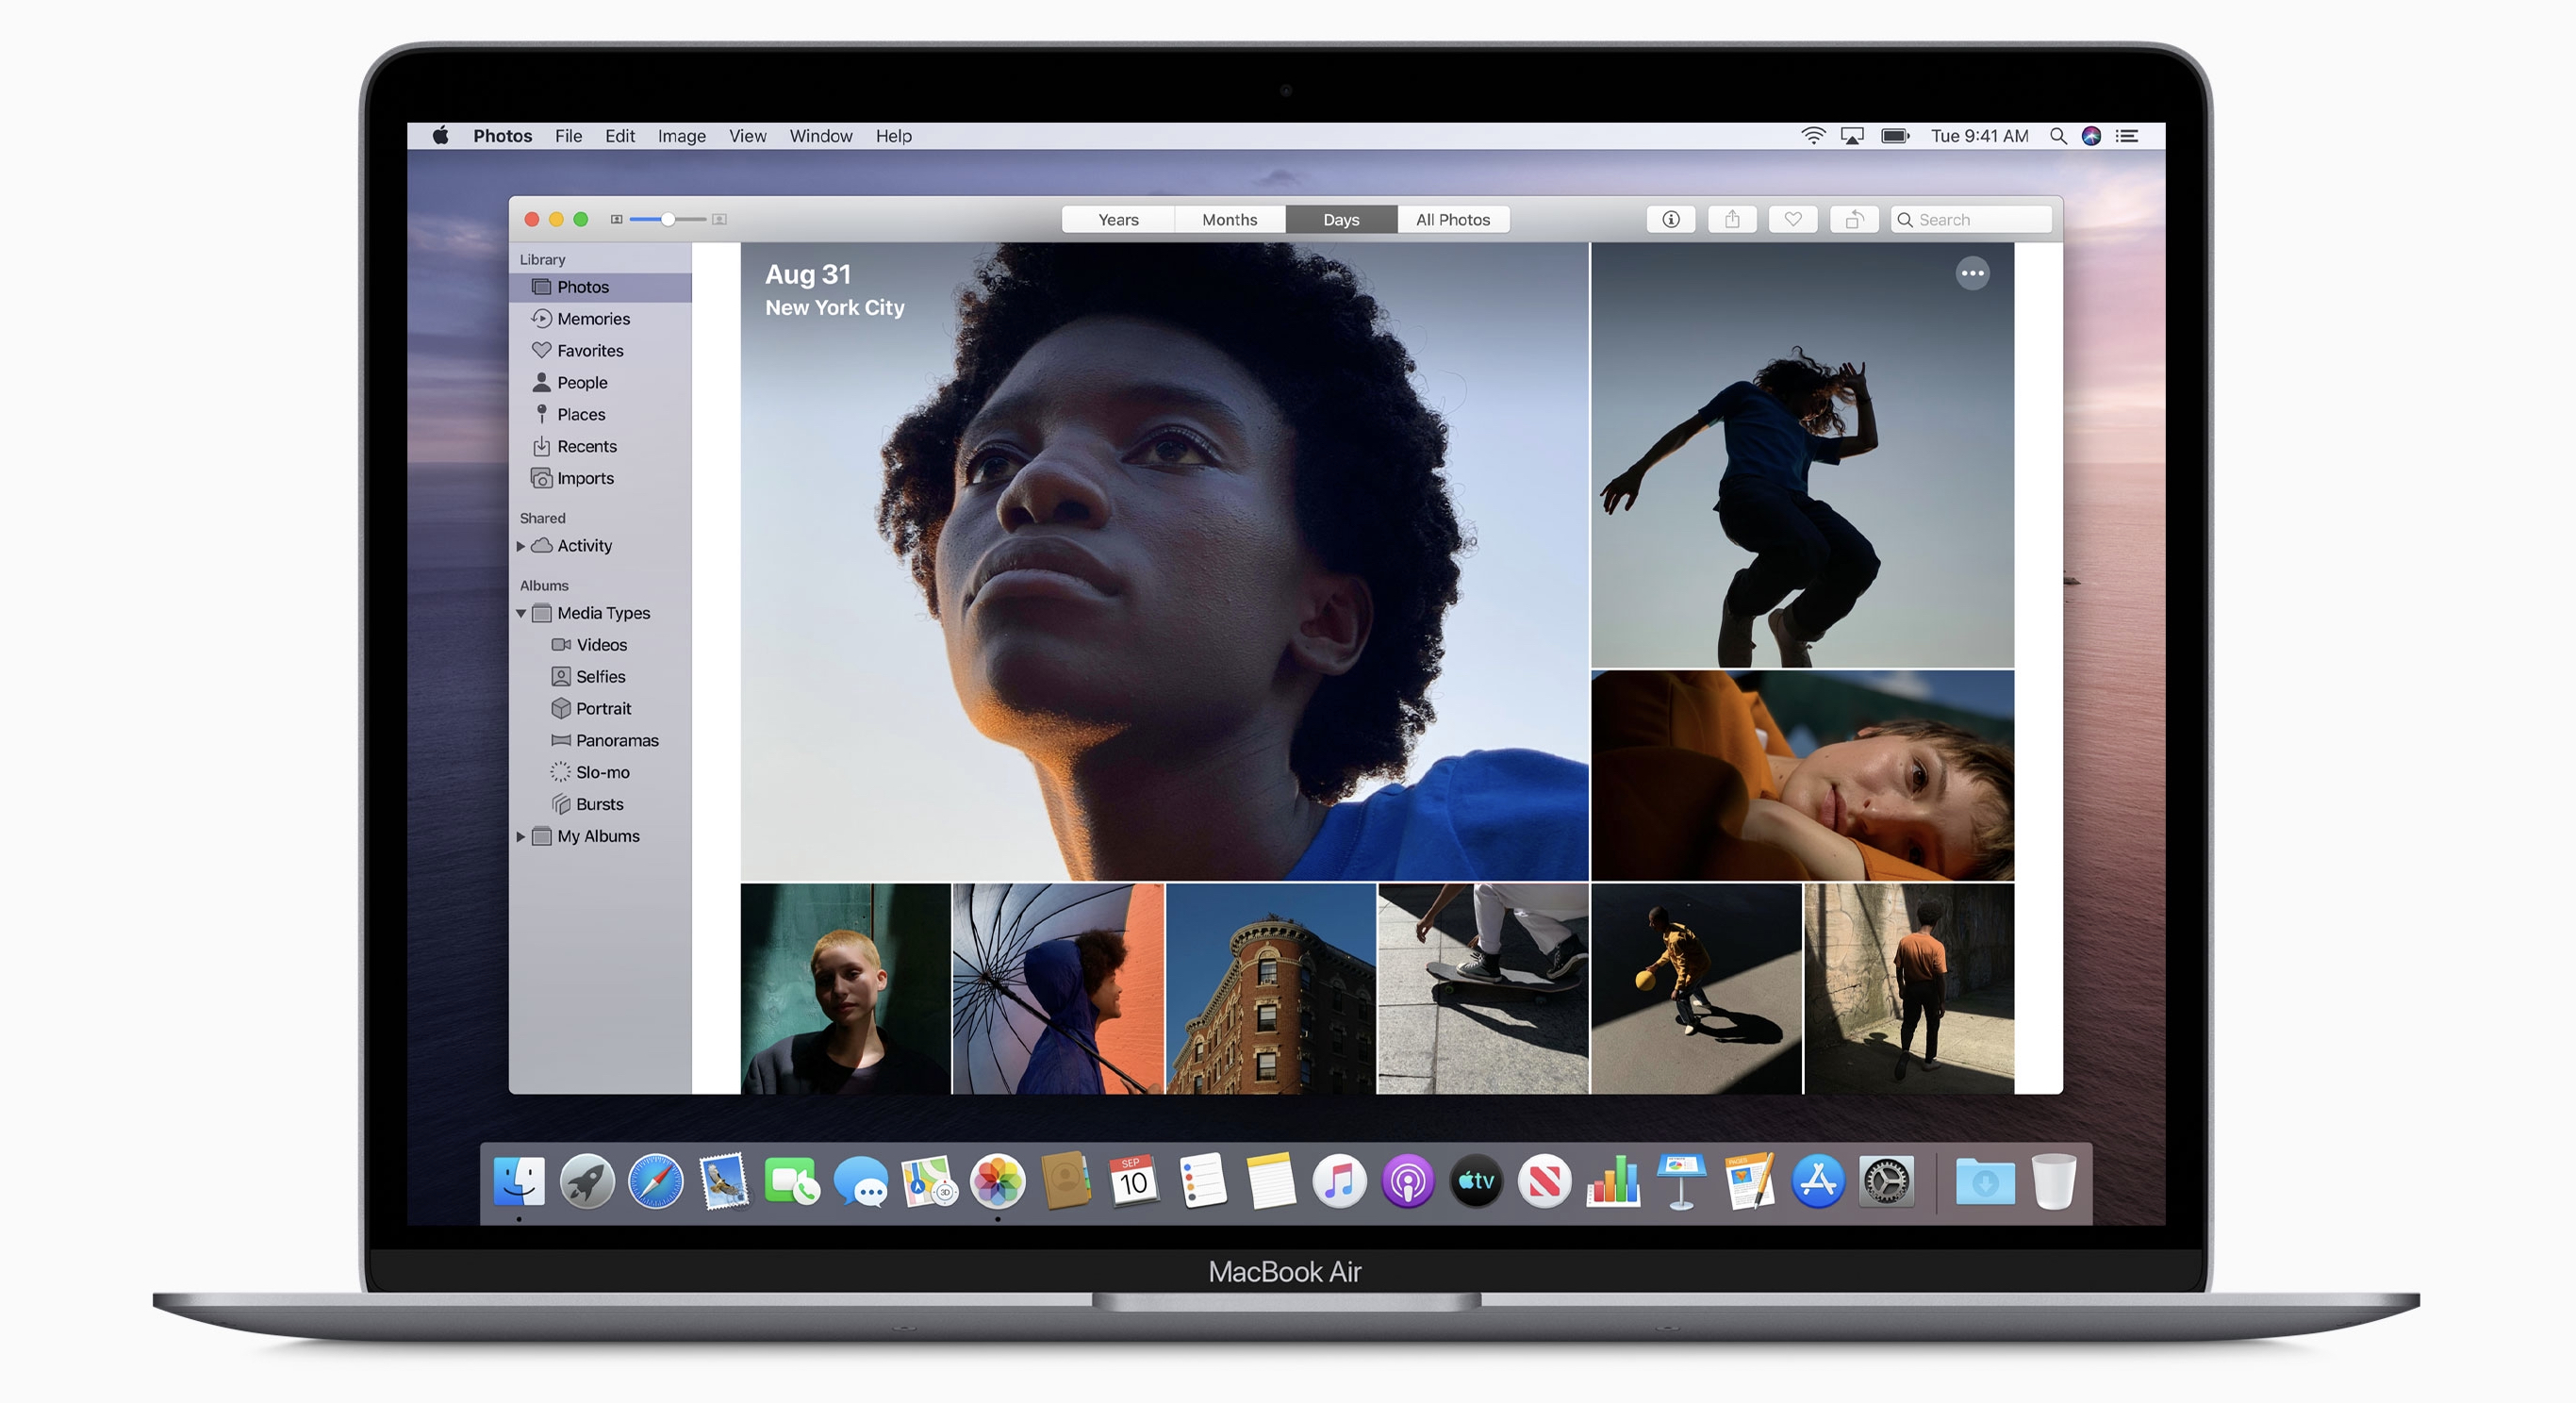 Photos File Edit Image View Window Help Tue 9:41 AM
Years Months Days All Photos Search
Library
Photos
Memories
Favorites
People
Places
Recents
Imports
Shared
Activity
Albums
Media Types
Videos
Selfies
Portrait
Panoramas
Slo-mo
Bursts
My Albums
Aug 31
New York City
SEP
10
3D
tv
PAGES
MacBook Air